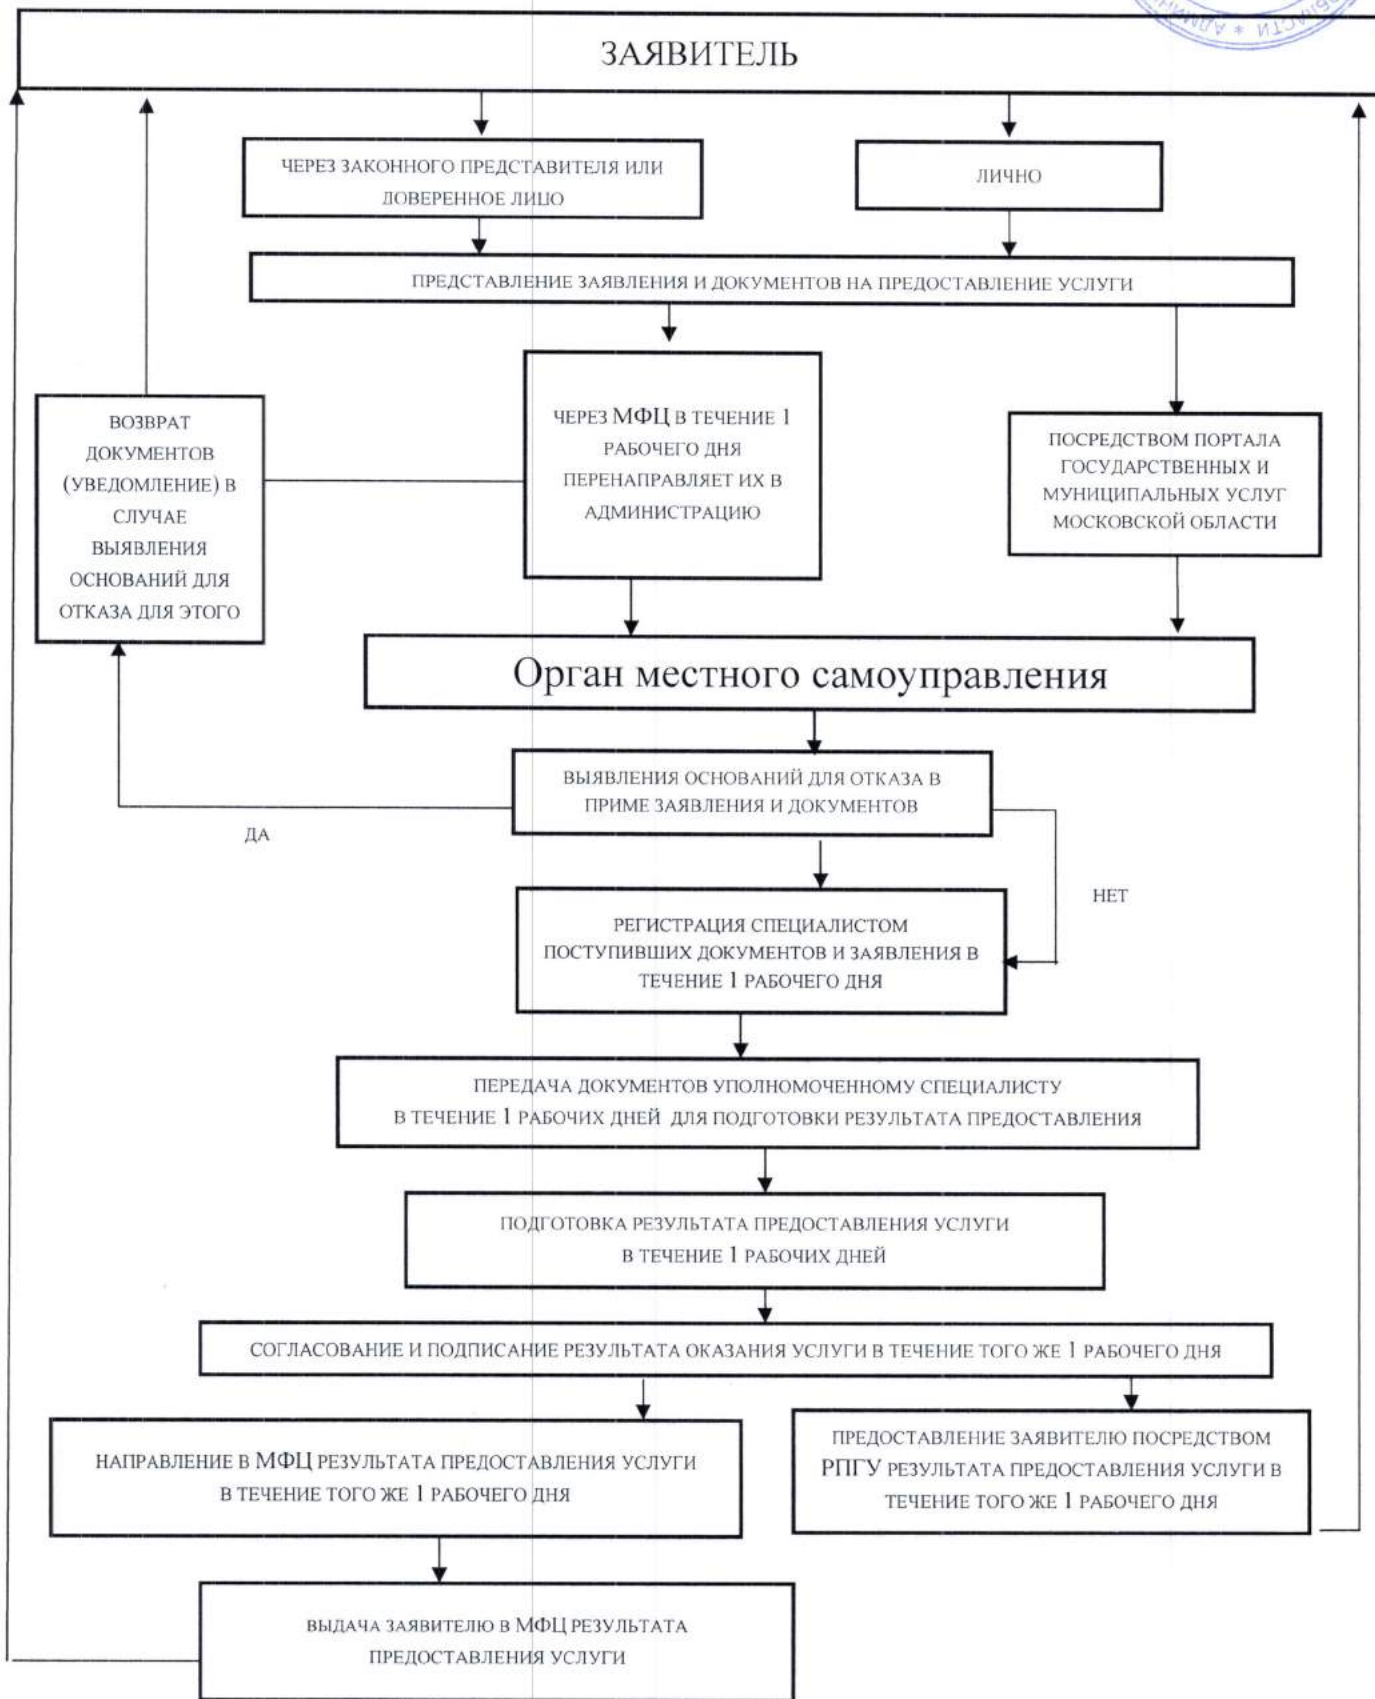 ОБЛАСТИ * АДМИН
ЗАЯВИТЕЛЬ
ЧЕРЕЗ ЗАКОННОГО ПРЕДСТАВИТЕЛЯ ИЛИ
ДОВЕРЕННОЕ ЛИЦО
ЛИЧНО
ПРЕДСТАВЛЕНИЕ ЗАЯВЛЕНИЯ И ДОКУМЕНТОВ НА ПРЕДОСТАВЛЕНИЕ УСЛУГИ
ВОЗВРАТ
ДОКУМЕНТОВ
(УВЕДОМЛЕНИЕ) В
СЛУЧАЕ
ВЫЯВЛЕНИЯ
ОСНОВАНИЙ ДЛЯ
ОТКАЗА ДЛЯ ЭТОГО
ЧЕРЕЗ МФЦ В ТЕЧЕНИЕ 1
РАБОЧЕГО ДНЯ
ПЕРЕНАПРАВЛЯЕТ ИХ В
АДМИНИСТРАЦИЮ
ПОСРЕДСТВОМ ПОРТАЛА
ГОСУДАРСТВЕННЫХ И
МУНИЦИПАЛЬНЫХ УСЛУГ
МОСКОВСКОЙ ОБЛАСТИ
Орган местного самоуправления
ВЫЯВЛЕНИЯ ОСНОВАНИЙ ДЛЯ ОТКАЗА В
ПРИМЕ ЗАЯВЛЕНИЯ И ДОКУМЕНТОВ
ДА
НЕТ
РЕГИСТРАЦИЯ СПЕЦИАЛИСТОМ
ПОСТУПИВШИХ ДОКУМЕНТОВ И ЗАЯВЛЕНИЯ В
ТЕЧЕНИЕ 1 РАБОЧЕГО ДНЯ
ПЕРЕДАЧА ДОКУМЕНТОВ УПОЛНОМОЧЕННОМУ СПЕЦИАЛИСТУ
В ТЕЧЕНИЕ 1 РАБОЧИХ ДНЕЙ ДЛЯ ПОДГОТОВКИ РЕЗУЛЬТАТА ПРЕДОСТАВЛЕНИЯ
ПОДГОТОВКА РЕЗУЛЬТАТА ПРЕДОСТАВЛЕНИЯ УСЛУГИ
В ТЕЧЕНИЕ 1 РАБОЧИХ ДНЕЙ
СОГЛАСОВАНИЕ И ПОДПИСАНИЕ РЕЗУЛЬТАТА ОКАЗАНИЯ УСЛУГИ В ТЕЧЕНИЕ ТОГО ЖЕ 1 РАБОЧЕГО ДНЯ
НАПРАВЛЕНИЕ В МФЦ РЕЗУЛЬТАТА ПРЕДОСТАВЛЕНИЯ УСЛУГИ
В ТЕЧЕНИЕ ТОГО ЖЕ 1 РАБОЧЕГО ДНЯ
ПРЕДОСТАВЛЕНИЕ ЗАЯВИТЕЛЮ ПОСРЕДСТВОМ
РПГУ РЕЗУЛЬТАТА ПРЕДОСТАВЛЕНИЯ УСЛУГИ В
ТЕЧЕНИЕ ТОГО ЖЕ 1 РАБОЧЕГО ДНЯ
ВЫДАЧА ЗАЯВИТЕЛЮ В МФЦ РЕЗУЛЬТАТА
ПРЕДОСТАВЛЕНИЯ УСЛУГИ